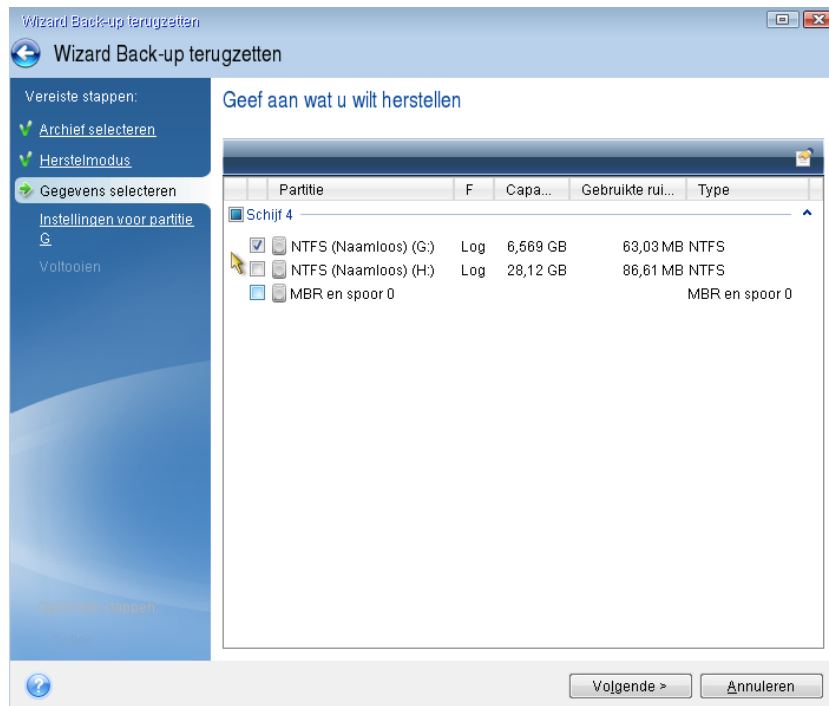 Wizard Back-up terugzetten
Wizard Back-up terugzetten
Vereiste stappen:
Archief selecteren
Herstelmodus
Gegevens selecteren
Instellingen voor partitie
G
Voltooien
Geef aan wat u wilt herstellen
Partitie F Capa... Gebruikte rui... Type
Schijf 4
NTFS (Naamloos) (G:) Log 6,569 GB 63,03 MB NTFS
NTFS (Naamloos) (H:) Log 28,12 GB 86,61 MB NTFS
MBR en spoor 0 MBR en spoor 0
stappen:
Volgende >
Annuleren